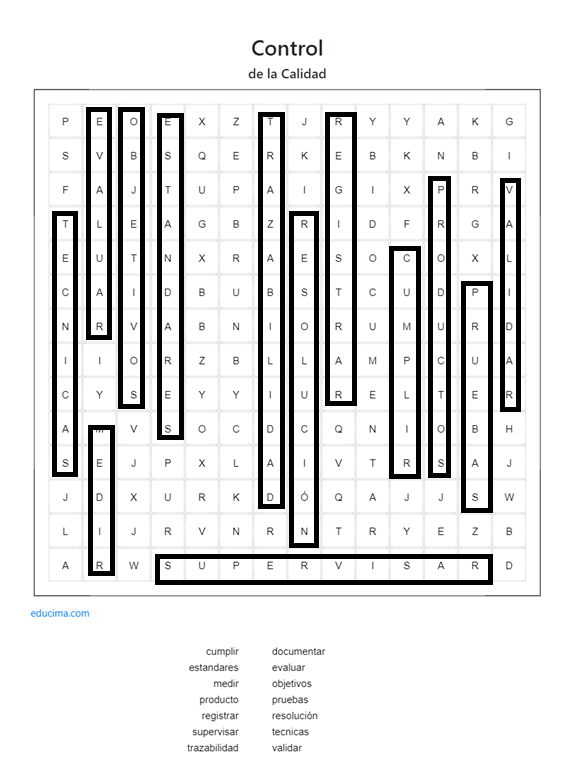 Control
de la Calidad
P E O E X Z T J R Y Y A K G
S V B S Q E R K E B K N B I
F A J T U P A I G I X P R V
T L E A G B Z R I D F R G A
E U T N X R A E S O C O X L
C A I D B U B S T C U D P I
N R V A B N I O R U M U R D
I I O R Z B L L A M P C U A
C Y S E Y Y I U R E L T E R
A M V S O C D C Q N I O B H
S E J P X L A I V T R S A J
J D X U R K D Ó Q A J J S W
L I J R V N R N T R Y E Z B
A R W S U P E R V I S A R D
educima.com
cumplir documentar
estandares evaluar
medir objetivos
producto pruebas
registrar resolución
supervisar tecnicas
trazabilidad validar